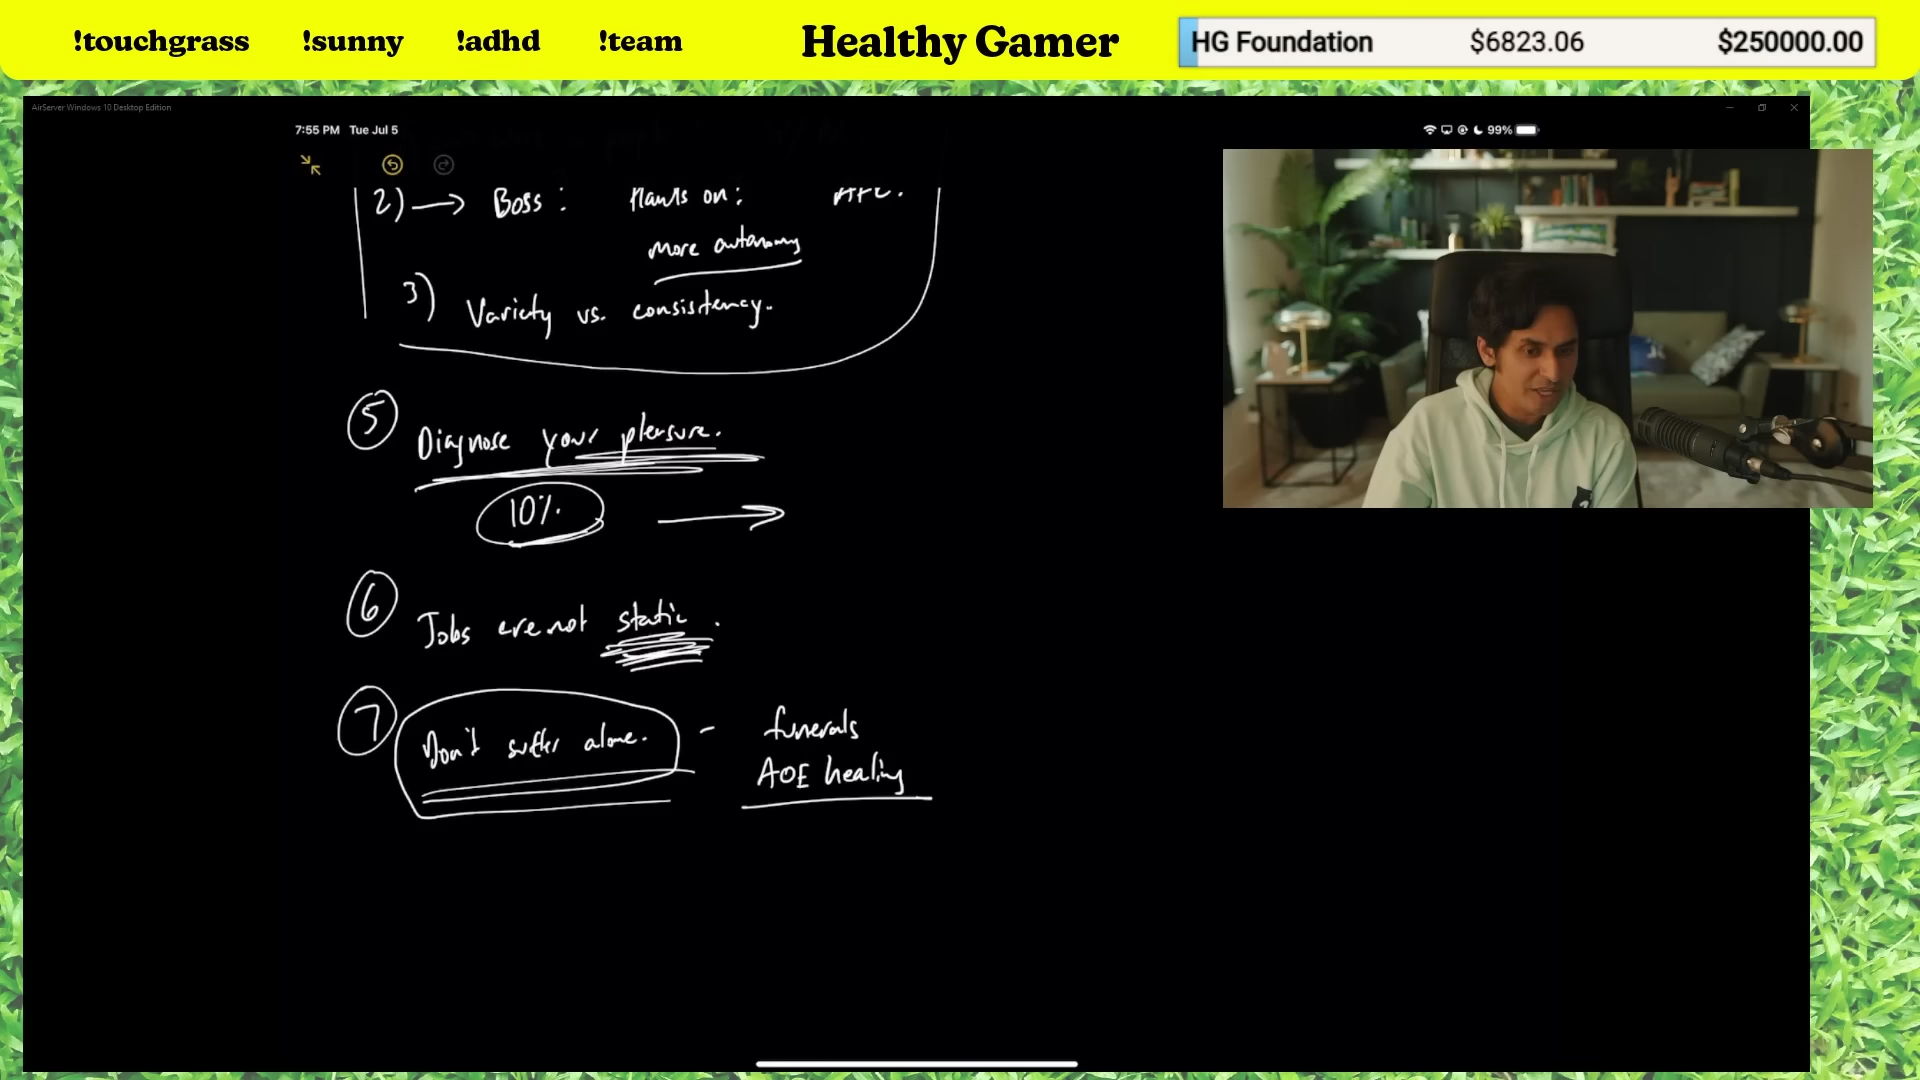 !touchgrass !sunny !adhd !team Healthy Gamer HG Foundation $6823.06 $250000.00
AirServer Windows 10 Desktop Edition
7:55 PM Tue Jul 5 99%
2) → Boss : Hands on :
more autonomy
3) Variety vs. consistency.
5 Diagnose your pleasure.
10% →
6 Jobs are not static .
7 Don't suffer alone. - funerals
AOE healing